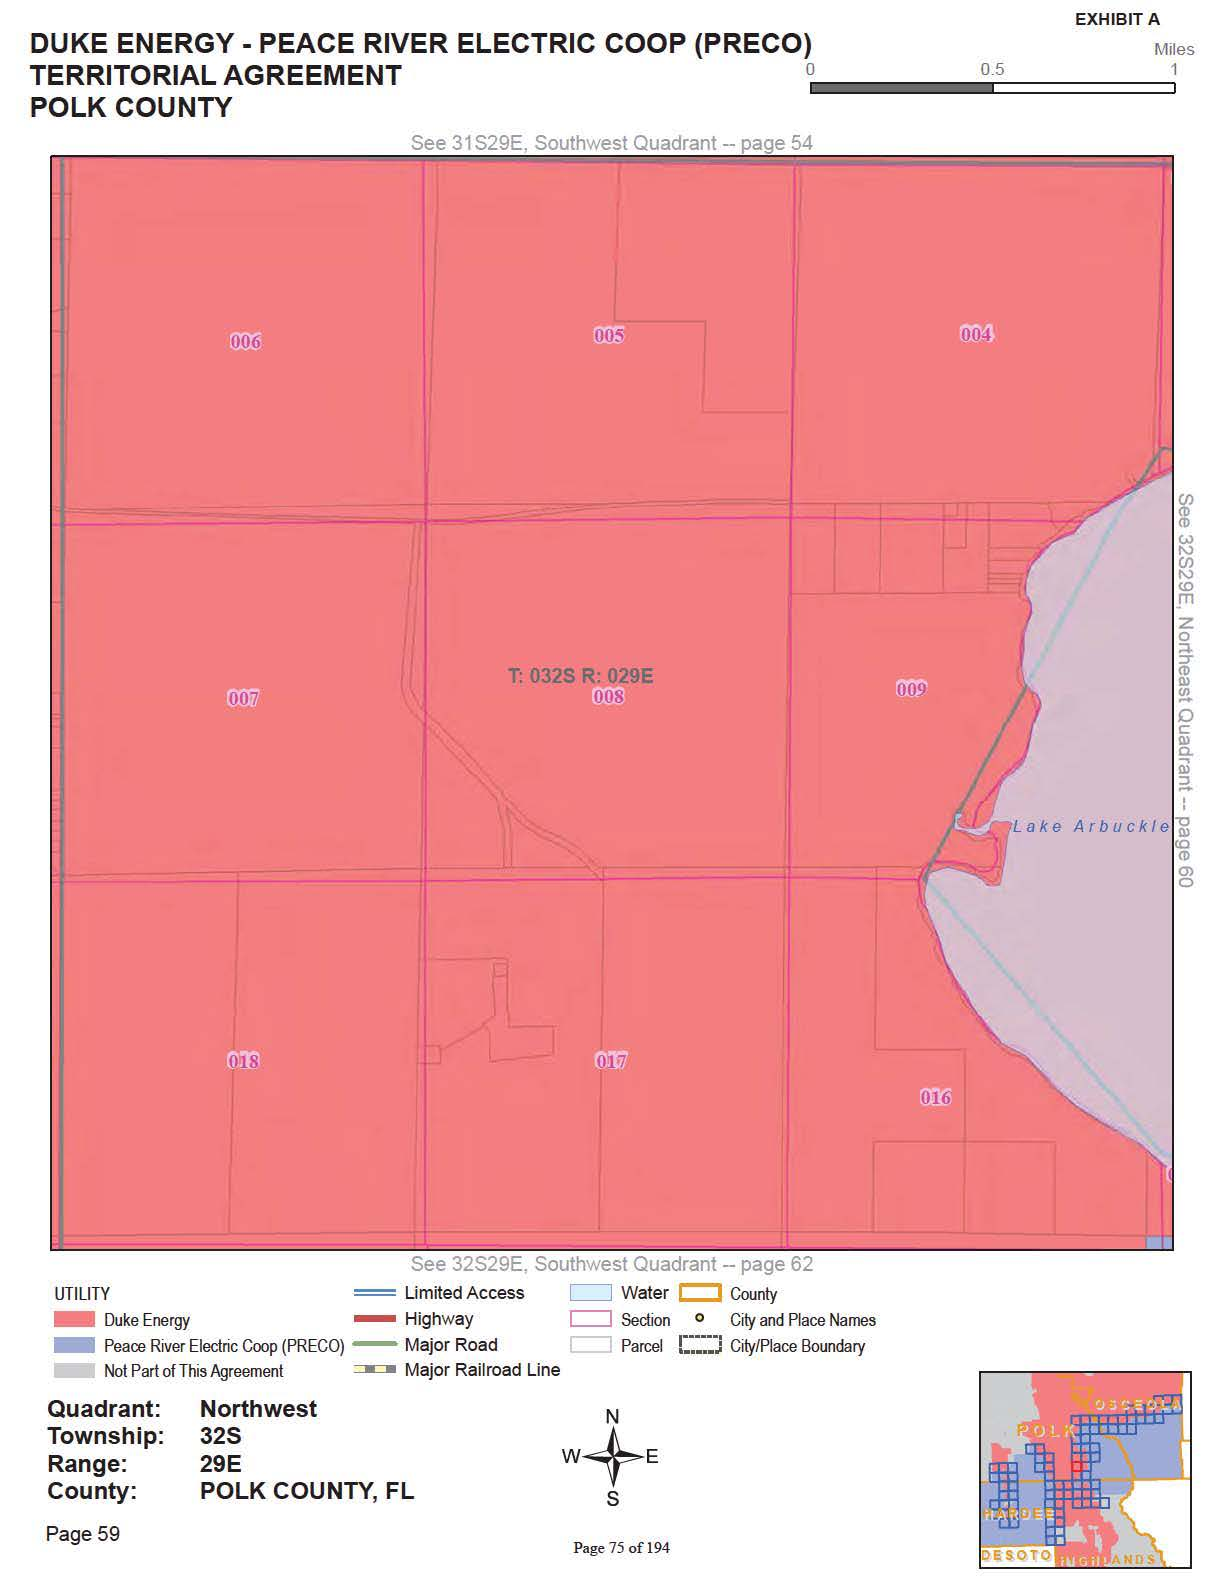 EXHIBIT A
DUKE ENERGY - PEACE RIVER ELECTRIC COOP (PRECO)
TERRITORIAL AGREEMENT
POLK COUNTY
Miles
0 0.5 1
See 31S29E, Southwest Quadrant -- page 54
006 005 004
See 32S29E, Northeast Quadrant -- page 60
T: 032S R: 029E
007 008 009
Lake Arbuckle
018 017 016
See 32S29E, Southwest Quadrant -- page 62
UTILITY
Duke Energy
Peace River Electric Coop (PRECO)
Not Part of This Agreement
Limited Access
Highway
Major Road
Major Railroad Line
Water
Section
Parcel
County
City and Place Names
City/Place Boundary
Quadrant: Northwest
Township: 32S
Range: 29E
County: POLK COUNTY, FL
Page 59
N
W E
S
Page 75 of 194
OSCEOLA
POLK
HARDEE
DESOTO HIGHLANDS